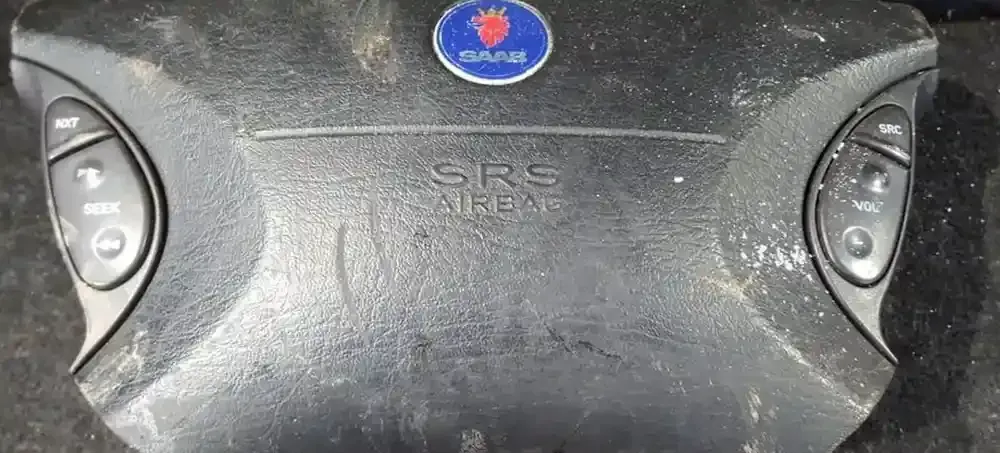 SAAB
NXT
SRC
SRS
AIRBAG
SEEK
VOL